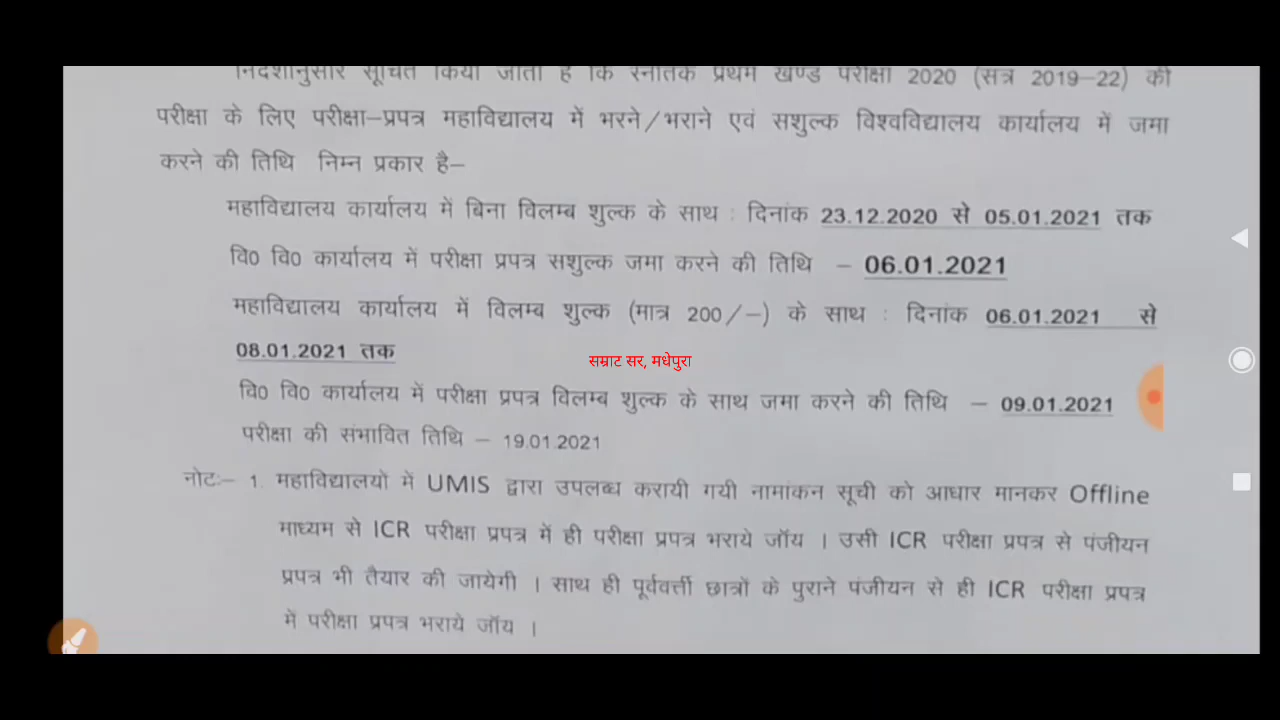 निदेशानुसार सूचित किया जाता है कि स्नातक प्रथम खण्ड परीक्षा 2020 (सत्र 2019–22) की
परीक्षा के लिए परीक्षा–प्रपत्र महाविद्यालय में भरने/भराने एवं सशुल्क विश्वविद्यालय कार्यालय में जमा
करने की तिथि निम्न प्रकार है–
महाविद्यालय कार्यालय में बिना विलम्ब शुल्क के साथ : दिनांक 23.12.2020 से 05.01.2021 तक
वि0 वि0 कार्यालय में परीक्षा प्रपत्र सशुल्क जमा करने की तिथि – 06.01.2021
महाविद्यालय कार्यालय में विलम्ब शुल्क (मात्र 200/–) के साथ : दिनांक 06.01.2021 से
08.01.2021 तक
सम्राट सर, मधेपुरा
वि0 वि0 कार्यालय में परीक्षा प्रपत्र विलम्ब शुल्क के साथ जमा करने की तिथि – 09.01.2021
परीक्षा की संभावित तिथि – 19.01.2021
नोटः– 1. महाविद्यालयों में UMIS द्वारा उपलब्ध करायी गयी नामांकन सूची को आधार मानकर Offline
माध्यम से ICR परीक्षा प्रपत्र में ही परीक्षा प्रपत्र भराये जॉय । उसी ICR परीक्षा प्रपत्र से पंजीयन
प्रपत्र भी तैयार की जायेगी । साथ ही पूर्ववर्त्ती छात्रों के पुराने पंजीयन से ही ICR परीक्षा प्रपत्र
में परीक्षा प्रपत्र भराये जॉय ।